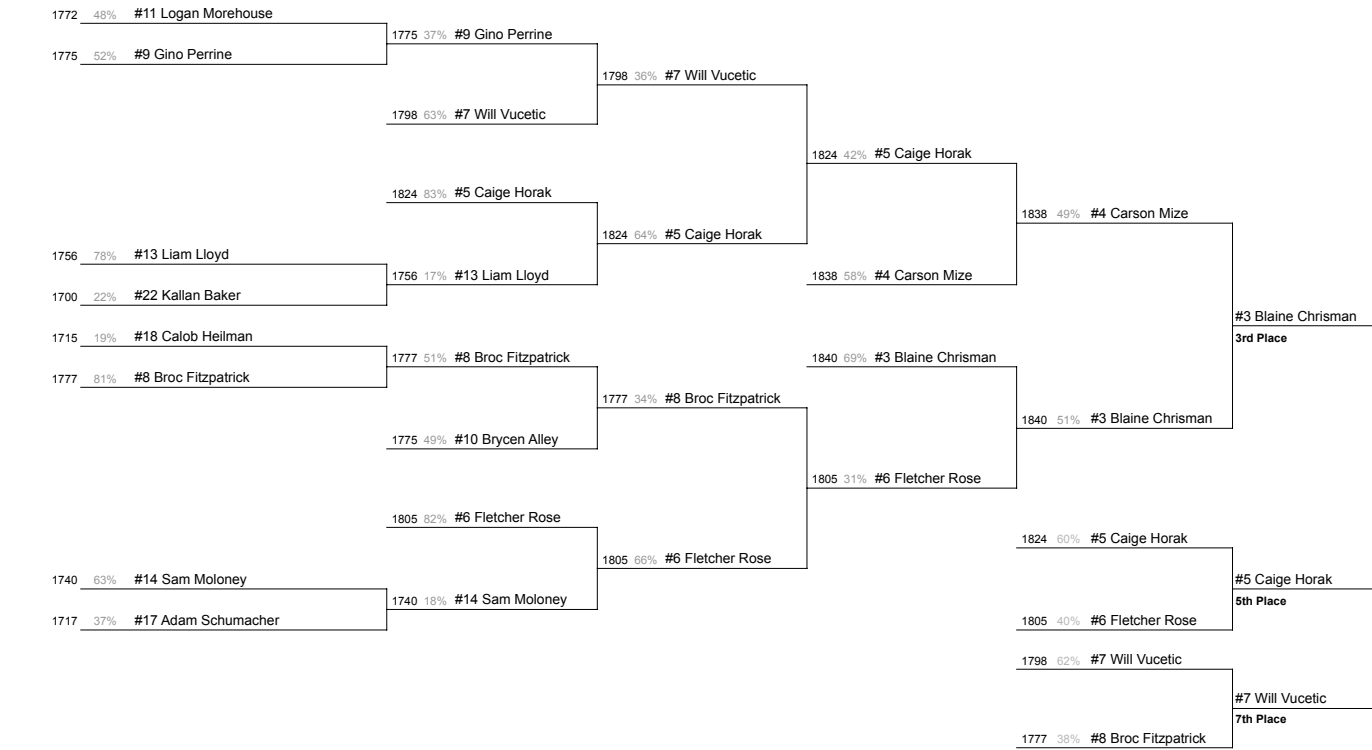 1772 48% #11 Logan Morehouse
1775 37% #9 Gino Perrine
1775 52% #9 Gino Perrine
1798 36% #7 Will Vucetic
1798 63% #7 Will Vucetic
1824 42% #5 Caige Horak
1824 83% #5 Caige Horak
1838 49% #4 Carson Mize
1824 64% #5 Caige Horak
1756 78% #13 Liam Lloyd
1756 17% #13 Liam Lloyd
1838 58% #4 Carson Mize
1700 22% #22 Kallan Baker
#3 Blaine Chrisman
3rd Place
1715 19% #18 Calob Heilman
1777 51% #8 Broc Fitzpatrick
1840 69% #3 Blaine Chrisman
1777 81% #8 Broc Fitzpatrick
1777 34% #8 Broc Fitzpatrick
1840 51% #3 Blaine Chrisman
1775 49% #10 Brycen Alley
1805 31% #6 Fletcher Rose
1805 82% #6 Fletcher Rose
1824 60% #5 Caige Horak
1805 66% #6 Fletcher Rose
1740 63% #14 Sam Moloney
#5 Caige Horak
5th Place
1740 18% #14 Sam Moloney
1717 37% #17 Adam Schumacher
1805 40% #6 Fletcher Rose
1798 62% #7 Will Vucetic
#7 Will Vucetic
7th Place
1777 38% #8 Broc Fitzpatrick